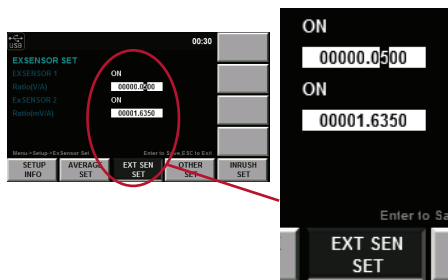 USB
00:30
EXSENSOR SET
EXSENSOR 1 ON
Ratio(V/A) 00000.0500
ExSENSOR 2 ON
Ratio(mV/A) 00001.6350
Menu->Setup->ExSensor Set Enter to Save,ESC to Exit
SETUP INFO
AVERAGE SET
EXT SEN SET
OTHER SET
INRUSH SET
ON
00000.0500
ON
00001.6350
Enter to Sa
EXT SEN
SET